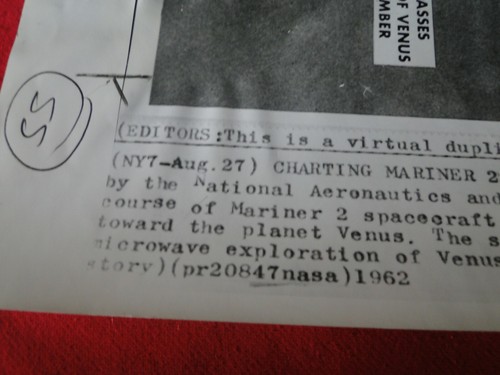 ASSES
OF VENUS
MBER
SS
(EDITORS:This is a virtual dupli
(NY7-Aug.27) CHARTING MARINER 2
by the National Aeronautics and
course of Mariner 2 spacecraft
toward the planet Venus. The s
microwave exploration of Venus
story)(pr20847nasa)1962